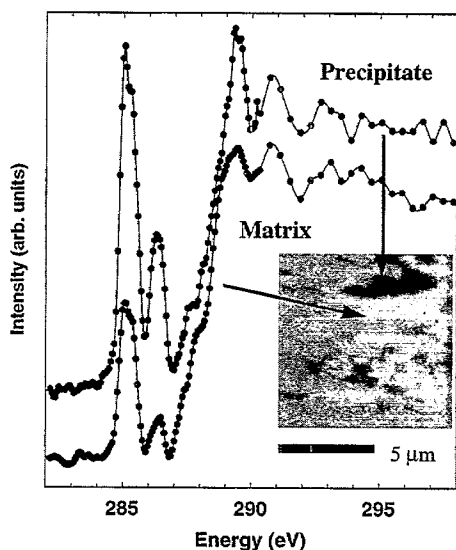 Precipitate
Matrix
Intensity (arb. units)
5 µm
285
290
295
Energy (eV)